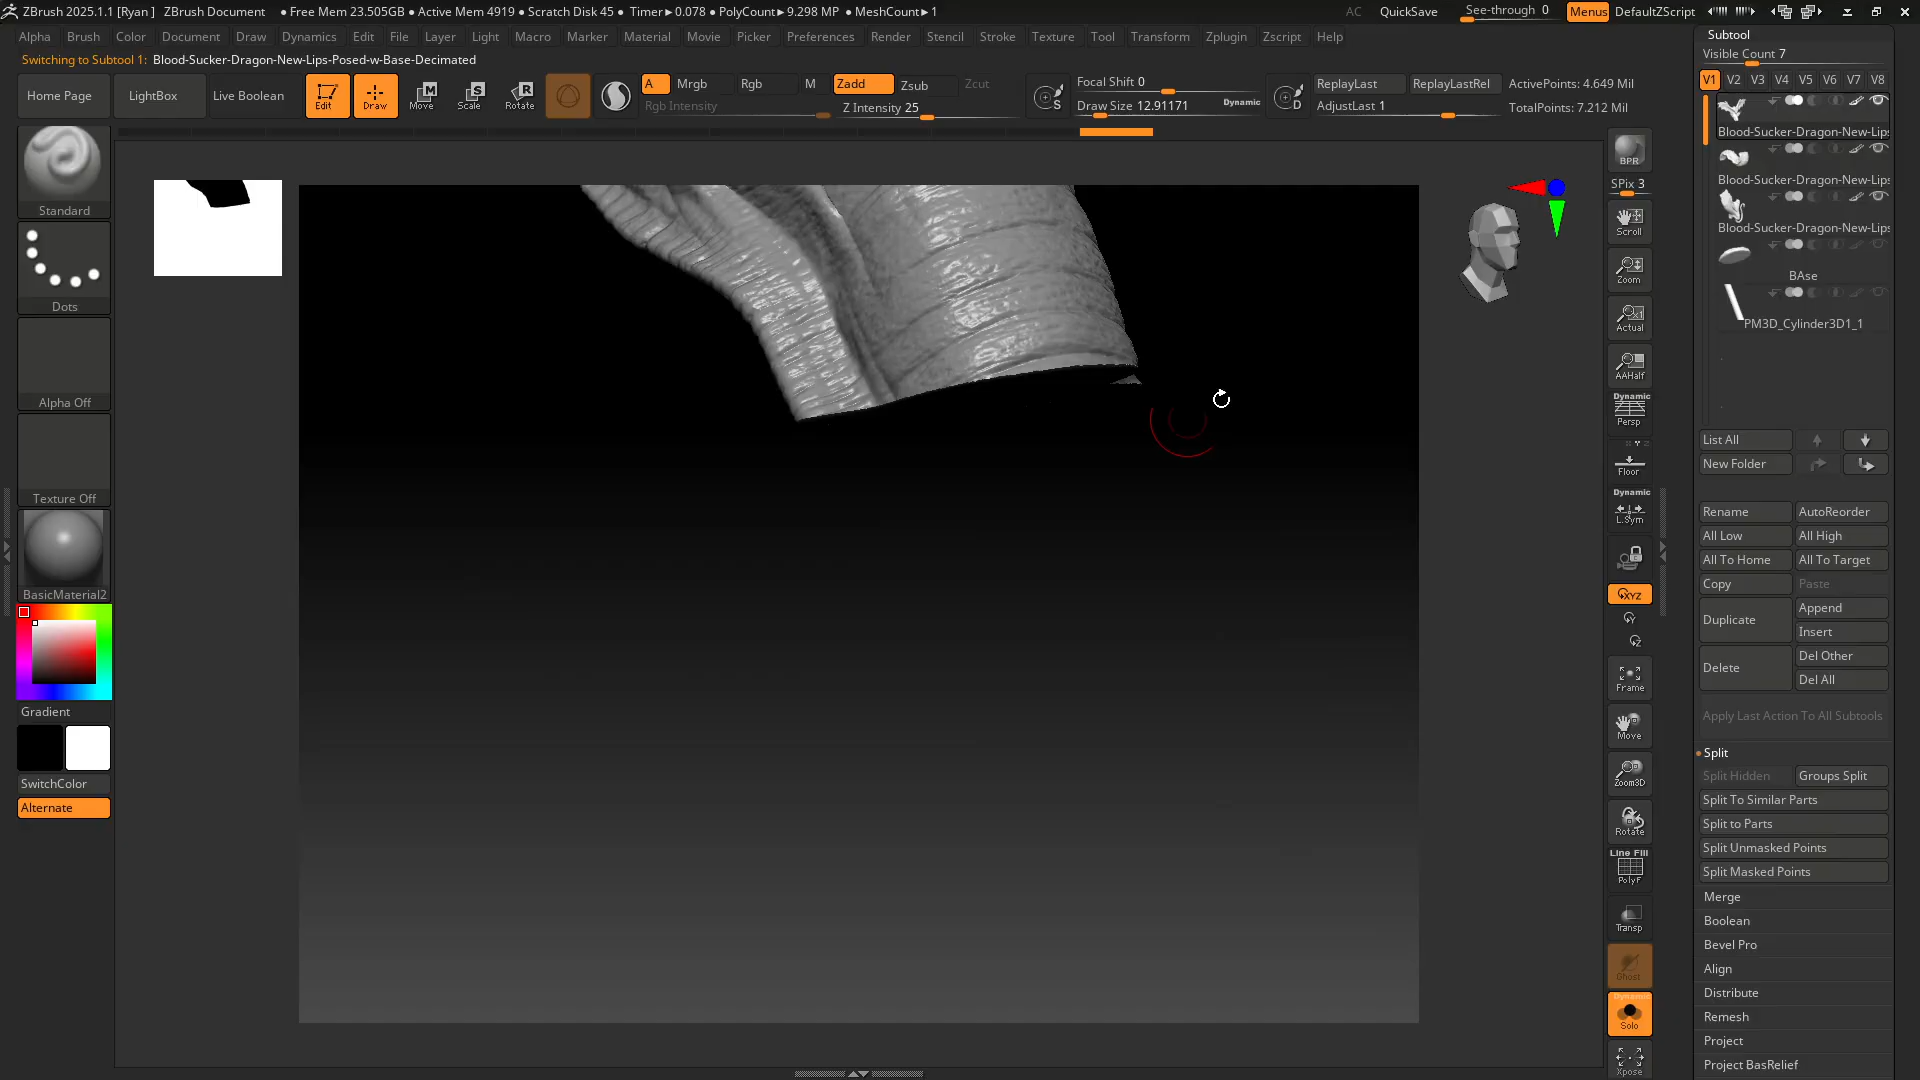 ZBrush 2025.1.1 [Ryan ] ZBrush Document ● Free Mem 23.505GB ● Active Mem 4919 ● Scratch Disk 45 ● Timer►0.078 ● PolyCount►9.298 MP ● MeshCount►1 AC QuickSave See-through 0 Menus DefaultZScript
Alpha Brush Color Document Draw Dynamics Edit File Layer Light Macro Marker Material Movie Picker Preferences Render Stencil Stroke Texture Tool Transform Zplugin Zscript Help
Switching to Subtool 1: Blood-Sucker-Dragon-New-Lips-Posed-w-Base-Decimated
Home Page LightBox Live Boolean Edit Draw Move Scale Rotate
A Mrgb Rgb M Zadd Zsub Zcut
Rgb Intensity Z Intensity 25
Focal Shift 0
Draw Size 12.91171 Dynamic
S D
ReplayLast ReplayLastRel ActivePoints: 4.649 Mil
AdjustLast 1 TotalPoints: 7.212 Mil
Standard
Dots
Alpha Off
Texture Off
BasicMaterial2
Gradient
SwitchColor
Alternate
BPR
SPix 3
Scroll
Zoom
Actual
AAHalf
Dynamic
Persp
Floor
Dynamic
L.Sym
XYZ
Y
Z
Frame
Move
Zoom3D
Rotate
Line Fill
PolyF
Transp
Ghost
Dynamic
Solo
Xpose
Subtool
Visible Count 7
V1 V2 V3 V4 V5 V6 V7 V8
Blood-Sucker-Dragon-New-Lips
Blood-Sucker-Dragon-New-Lips
Blood-Sucker-Dragon-New-Lips
BAse
PM3D_Cylinder3D1_1
List All
New Folder
Rename AutoReorder
All Low All High
All To Home All To Target
Copy Paste
Duplicate Append
Insert
Delete Del Other
Del All
Apply Last Action To All Subtools
Split
Split Hidden Groups Split
Split To Similar Parts
Split to Parts
Split Unmasked Points
Split Masked Points
Merge
Boolean
Bevel Pro
Align
Distribute
Remesh
Project
Project BasRelief